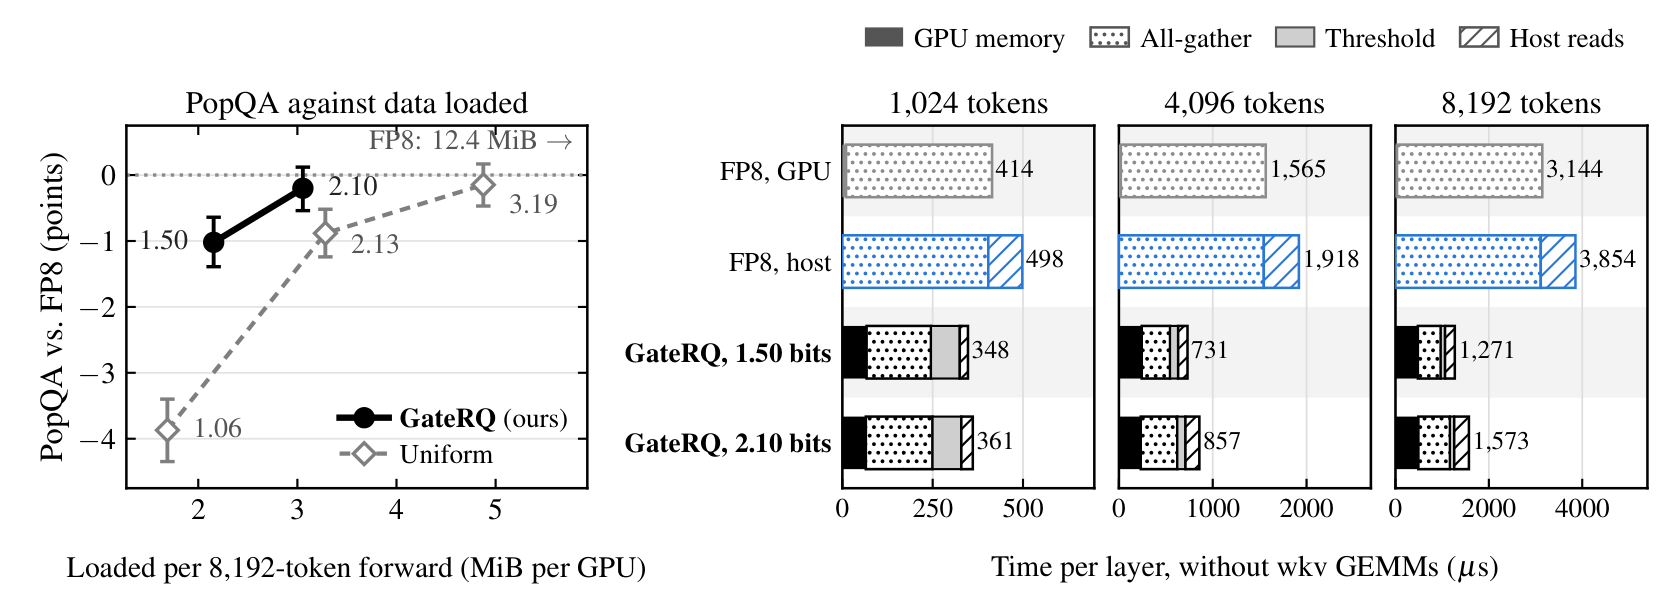 GPU memory All-gather Threshold Host reads
PopQA against data loaded
FP8: 12.4 MiB →
PopQA vs. FP8 (points)
0
−1
−2
−3
−4
1.50
2.10
2.13
3.19
1.06
GateRQ (ours)
Uniform
2 3 4 5
Loaded per 8,192-token forward (MiB per GPU)
1,024 tokens 4,096 tokens 8,192 tokens
FP8, GPU 414 1,565 3,144
FP8, host 498 1,918 3,854
GateRQ, 1.50 bits 348 731 1,271
GateRQ, 2.10 bits 361 857 1,573
0 250 500 0 1000 2000 0 2000 4000
Time per layer, without wkv GEMMs (μs)